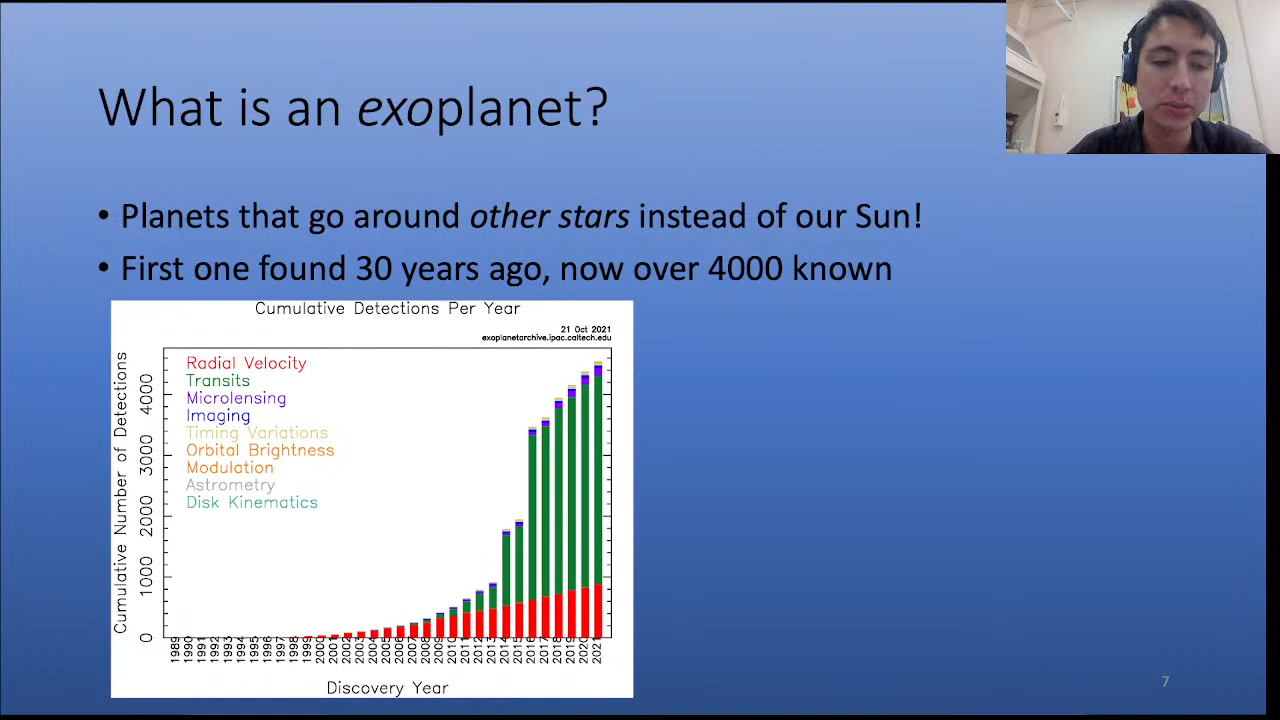 What is an exoplanet?
• Planets that go around other stars instead of our Sun!
• First one found 30 years ago, now over 4000 known
Cumulative Detections Per Year
21 Oct 2021
exoplanetarchive.ipac.caltech.edu
Radial Velocity
Transits
Microlensing
Imaging
Timing Variations
Orbital Brightness
Modulation
Astrometry
Disk Kinematics
Cumulative Number of Detections
4000
3000
2000
1000
0
1989 1990 1991 1992 1993 1994 1995 1996 1997 1998 1999 2000 2001 2002 2003 2004 2005 2006 2007 2008 2009 2010 2011 2012 2013 2014 2015 2016 2017 2018 2019 2020 2021
Discovery Year
7